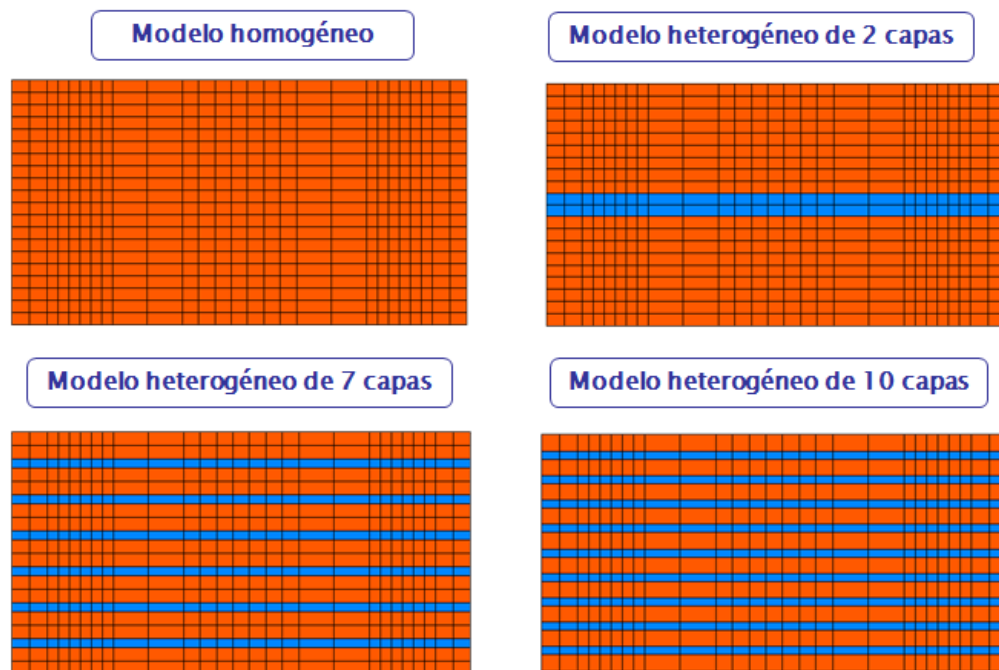 Modelo homogéneo
Modelo heterogéneo de 2 capas
Modelo heterogéneo de 7 capas
Modelo heterogéneo de 10 capas